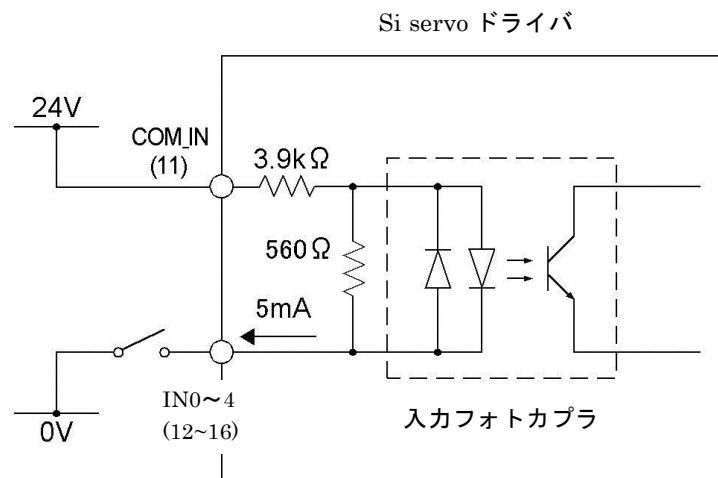 Si servo ドライバ
24V
COM_IN
(11)
3.9kΩ
560Ω
5mA
IN0～4
(12~16)
0V
入力フォトカプラ